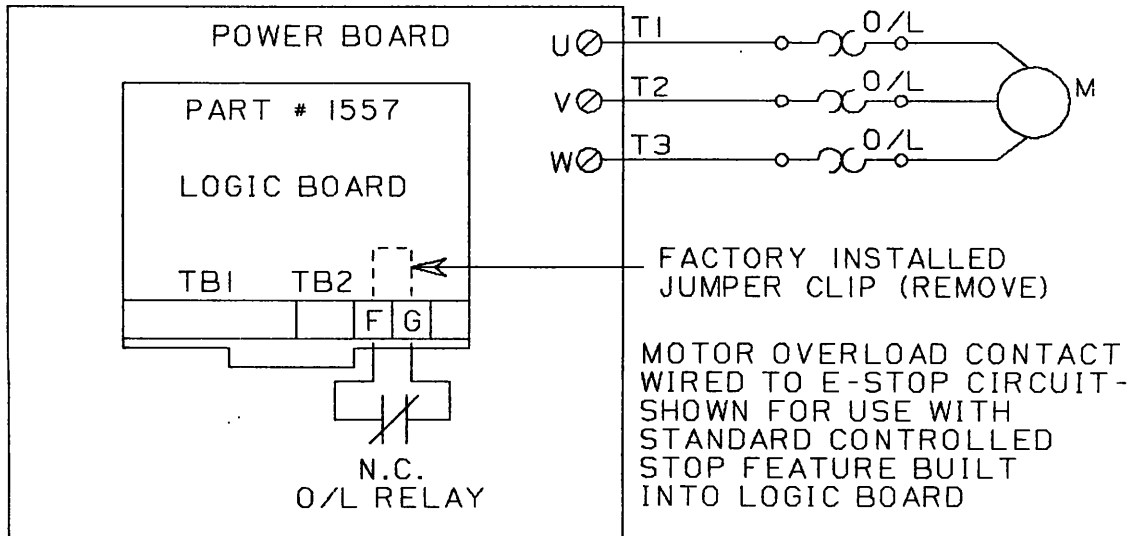 POWER BOARD
PART # 1557
LOGIC BOARD
TB1 TB2
F G
N.C.
O/L RELAY
U T1 O/L
V T2 O/L M
W T3 O/L
FACTORY INSTALLED
JUMPER CLIP (REMOVE)
MOTOR OVERLOAD CONTACT
WIRED TO E-STOP CIRCUIT-
SHOWN FOR USE WITH
STANDARD CONTROLLED
STOP FEATURE BUILT
INTO LOGIC BOARD